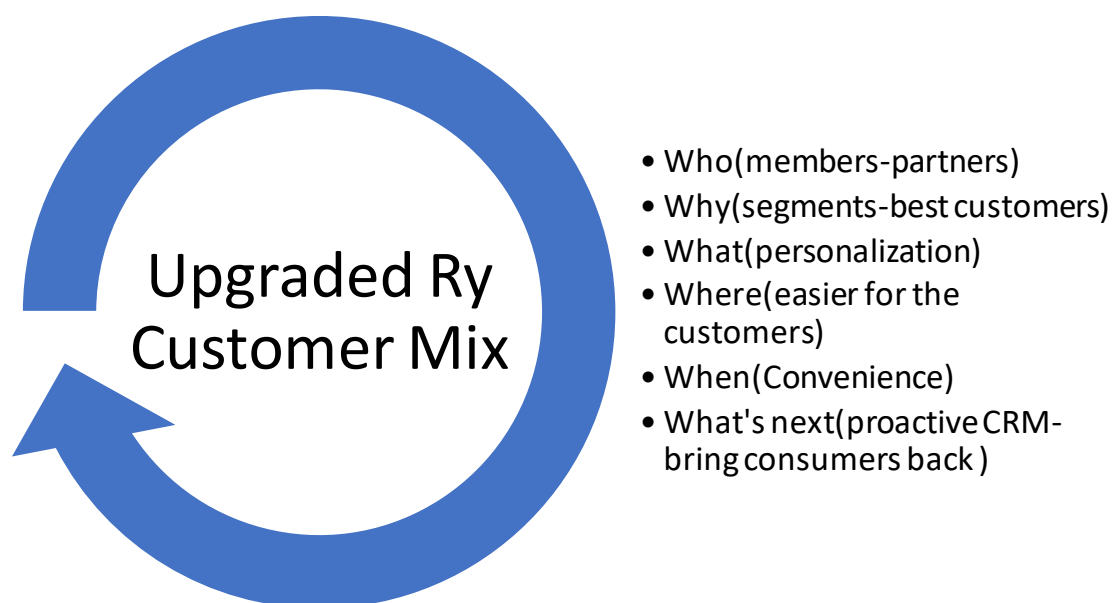 Upgraded Ry
Customer Mix
• Who(members-partners)
• Why(segments-best customers)
• What(personalization)
• Where(easier for the
customers)
• When(Convenience)
• What's next(proactive CRM-
bring consumers back )